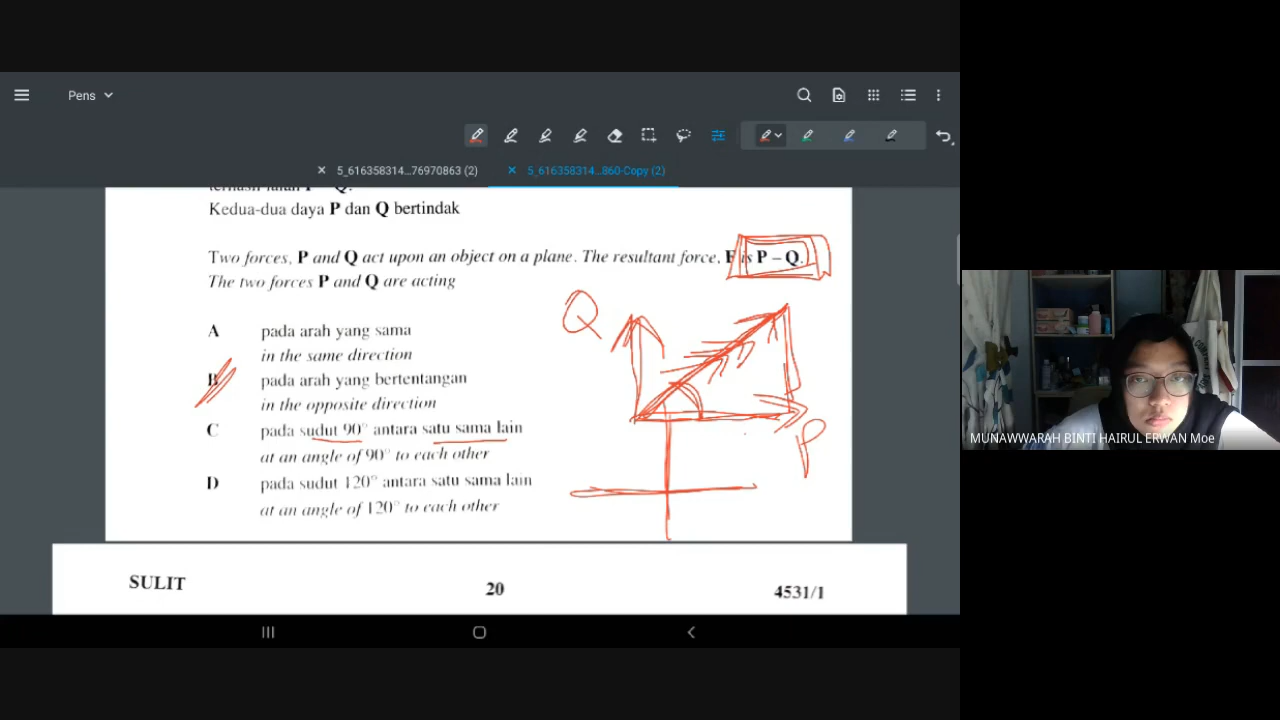 Pens
5_616358314...76970863 (2)
5_616358314...860-Copy (2)
P Q.
Kedua-dua daya P dan Q bertindak
Two forces, P and Q act upon an object on a plane. The resultant force, F is P – Q.
The two forces P and Q are acting
A pada arah yang sama
in the same direction
B pada arah yang bertentangan
in the opposite direction
C pada sudut 90° antara satu sama lain
at an angle of 90° to each other
D pada sudut 120° antara satu sama lain
at an angle of 120° to each other
Q
P
SULIT 20 4531/1
MUNAWWARAH BINTI HAIRUL ERWAN Moe